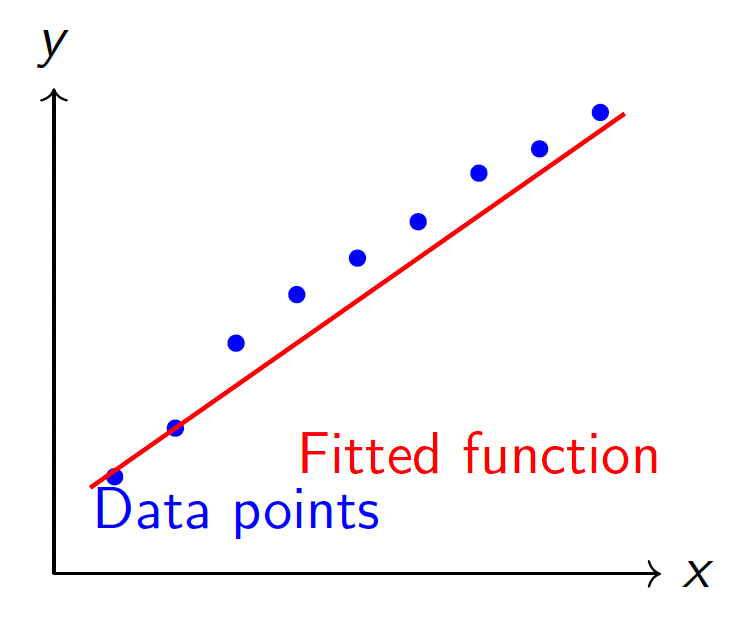 y
Fitted function
Data points
x